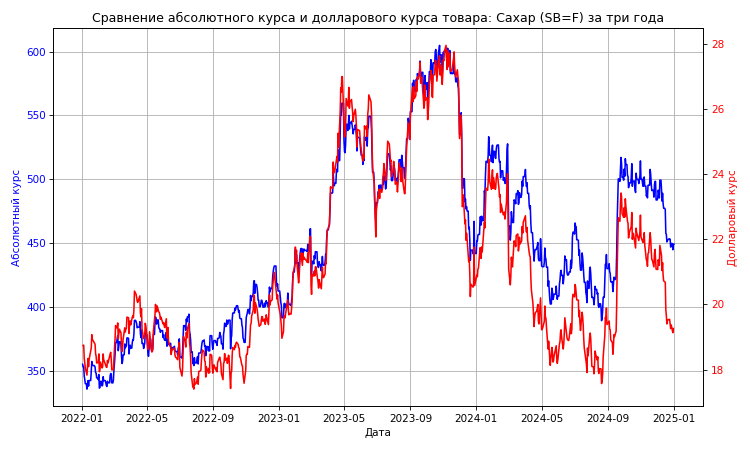 Сравнение абсолютного курса и долларового курса товара: Сахар (SB=F) за три года
Абсолютный курс
600
550
500
450
400
350
28
26
24
22
20
18
Долларовый курс
2022-01 2022-05 2022-09 2023-01 2023-05 2023-09 2024-01 2024-05 2024-09 2025-01
Дата